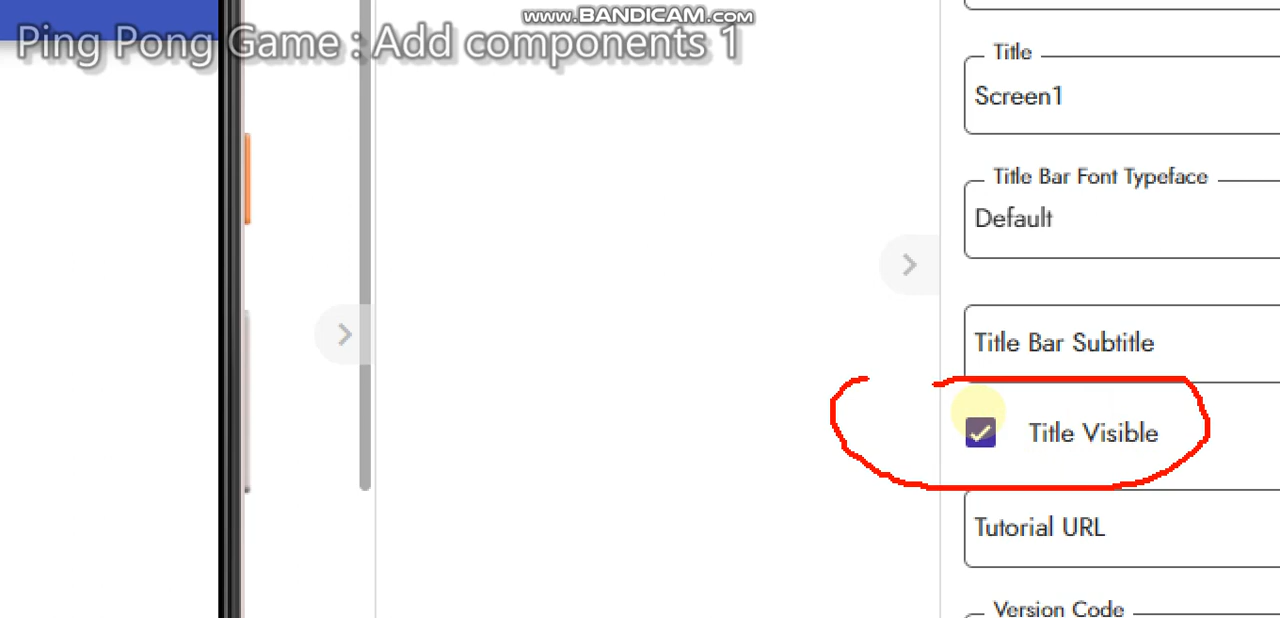 www.BANDICAM.com
Ping Pong Game : Add components 1
Title
Screen1
Title Bar Font Typeface
Default
Title Bar Subtitle
Title Visible
Tutorial URL
Version Code